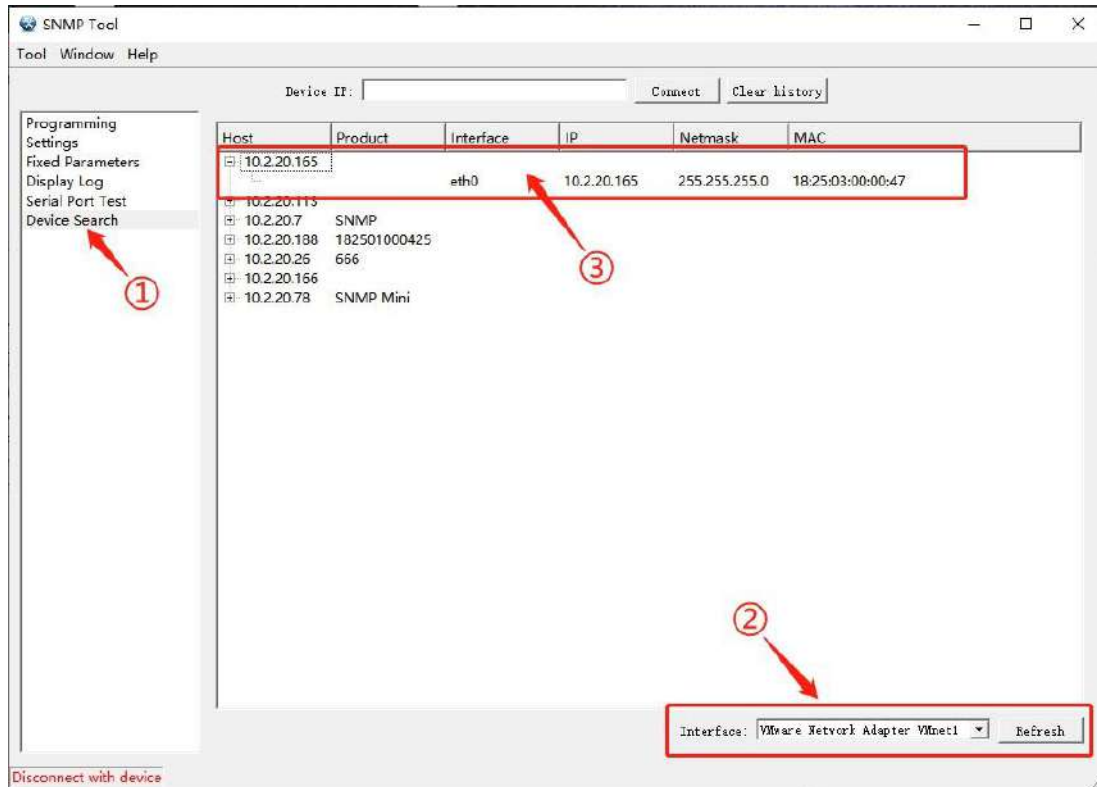 SNMP Tool
Tool Window Help
Device IP: Connect Clear history
Programming
Settings
Fixed Parameters
Display Log
Serial Port Test
Device Search
Host Product Interface IP Netmask MAC
10.2.20.165
eth0 10.2.20.165 255.255.255.0 18:25:03:00:00:47
10.2.20.113
10.2.20.7 SNMP
10.2.20.188 182501000425
10.2.20.26 666
10.2.20.166
10.2.20.78 SNMP Mini
①
③
②
Interface: VMware Network Adapter VMnet1 Refresh
Disconnect with device